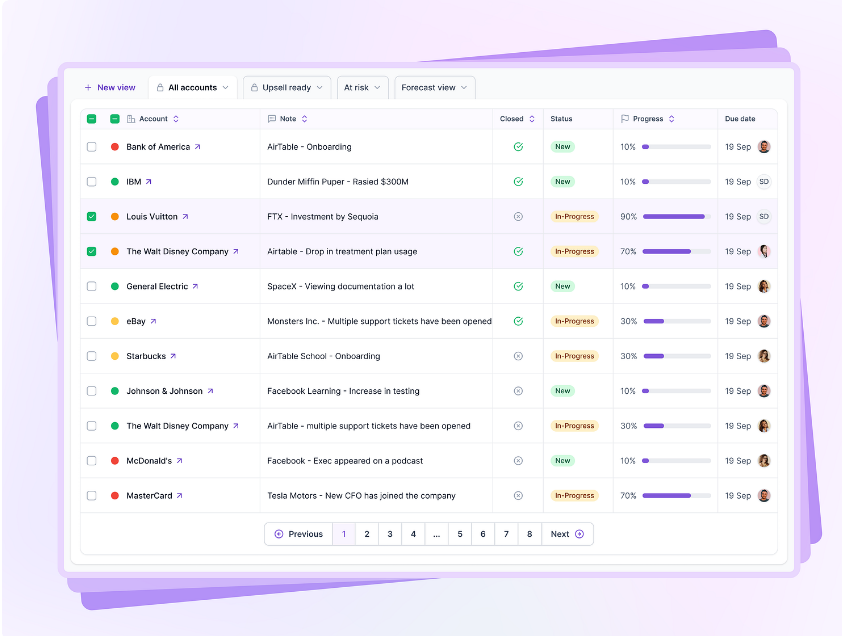 + New view All accounts Upsell ready At risk Forecast view
Account Note Closed Status Progress Due date
Bank of America AirTable - Onboarding New 10% 19 Sep
IBM Dunder Miffin Puper - Rasied $300M New 10% 19 Sep SD
Louis Vuitton FTX - Investment by Sequoia In-Progress 90% 19 Sep SD
The Walt Disney Company Airtable - Drop in treatment plan usage In-Progress 70% 19 Sep
General Electric SpaceX - Viewing documentation a lot New 10% 19 Sep
eBay Monsters Inc. - Multiple support tickets have been opened In-Progress 30% 19 Sep
Starbucks AirTable School - Onboarding In-Progress 30% 19 Sep
Johnson & Johnson Facebook Learning - Increase in testing New 10% 19 Sep
The Walt Disney Company AirTable - multiple support tickets have been opened In-Progress 30% 19 Sep
McDonald's Facebook - Exec appeared on a podcast New 10% 19 Sep
MasterCard Tesla Motors - New CFO has joined the company In-Progress 70% 19 Sep
Previous 1 2 3 4 ... 5 6 7 8 Next